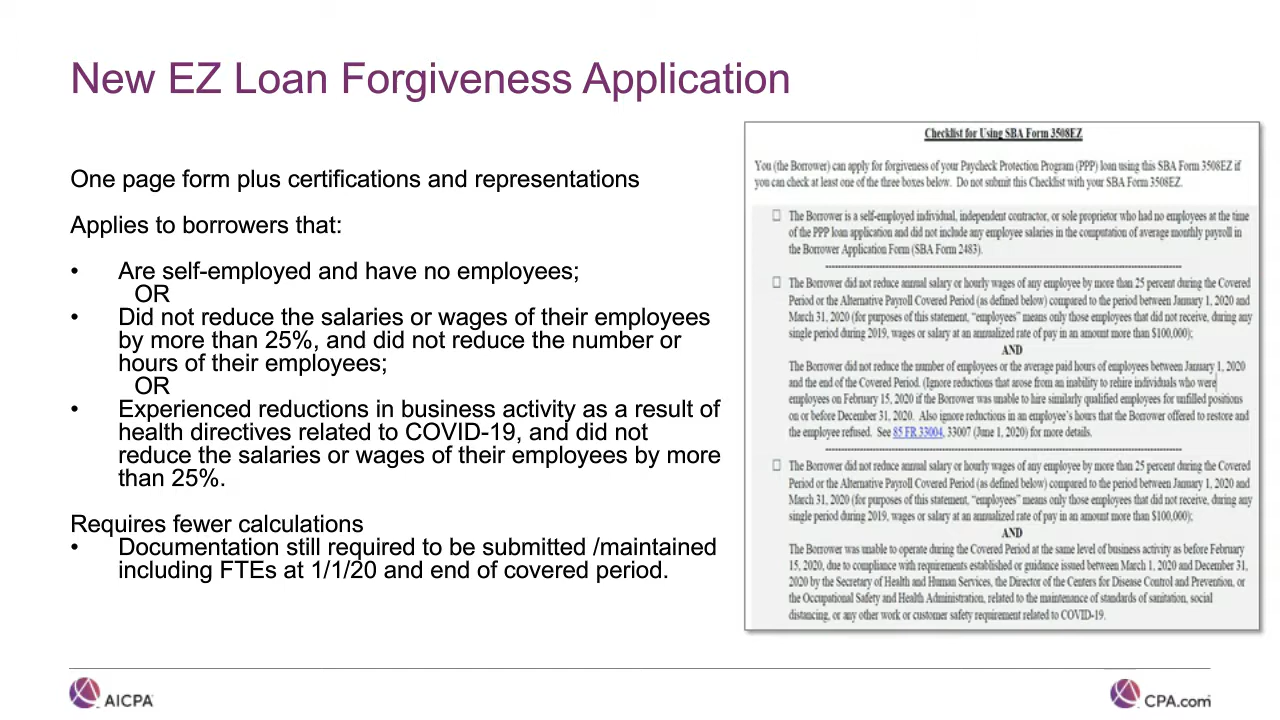 New EZ Loan Forgiveness Application
One page form plus certifications and representations
Applies to borrowers that:
• Are self-employed and have no employees;
OR
• Did not reduce the salaries or wages of their employees
by more than 25%, and did not reduce the number or
hours of their employees;
OR
• Experienced reductions in business activity as a result of
health directives related to COVID-19, and did not
reduce the salaries or wages of their employees by more
than 25%.
Requires fewer calculations
• Documentation still required to be submitted /maintained
including FTEs at 1/1/20 and end of covered period.
Checklist for Using SBA Form 3508EZ
You (the Borrower) can apply for forgiveness of your Paycheck Protection Program (PPP) loan using this SBA Form 3508EZ if
you can check at least one of the three boxes below. Do not submit this Checklist with your SBA Form 3508EZ.
☐ The Borrower is a self-employed individual, independent contractor, or sole proprietor who had no employees at the time
of the PPP loan application and did not include any employee salaries in the computation of average monthly payroll in
the Borrower Application Form (SBA Form 2483).
☐ The Borrower did not reduce annual salary or hourly wages of any employee by more than 25 percent during the Covered
Period or the Alternative Payroll Covered Period (as defined below) compared to the period between January 1, 2020 and
March 31, 2020 (for purposes of this statement, "employees" means only those employees that did not receive, during any
single period during 2019, wages or salary at an annualized rate of pay in an amount more than $100,000);
AND
The Borrower did not reduce the number of employees or the average paid hours of employees between January 1, 2020
and the end of the Covered Period. (Ignore reductions that arose from an inability to rehire individuals who were
employees on February 15, 2020 if the Borrower was unable to hire similarly qualified employees for unfilled positions
on or before December 31, 2020. Also ignore reductions in an employee's hours that the Borrower offered to restore and
the employee refused. See 85 FR 33004, 33007 (June 1, 2020) for more details.
☐ The Borrower did not reduce annual salary or hourly wages of any employee by more than 25 percent during the Covered
Period or the Alternative Payroll Covered Period (as defined below) compared to the period between January 1, 2020 and
March 31, 2020 (for purposes of this statement, "employees" means only those employees that did not receive, during any
single period during 2019, wages or salary at an annualized rate of pay in an amount more than $100,000);
AND
The Borrower was unable to operate during the Covered Period at the same level of business activity as before February
15, 2020, due to compliance with requirements established or guidance issued between March 1, 2020 and December 31,
2020 by the Secretary of Health and Human Services, the Director of the Centers for Disease Control and Prevention, or
the Occupational Safety and Health Administration, related to the maintenance of standards of sanitation, social
distancing, or any other work or customer safety requirement related to COVID-19.
AICPA
CPA.com